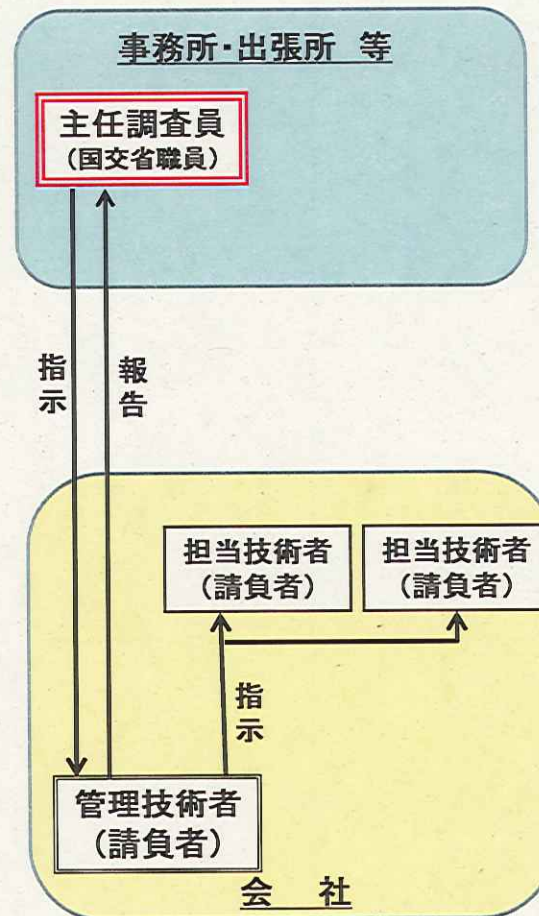 事務所・出張所 等
主任調査員
(国交省職員)
指示
報告
担当技術者
(請負者)
担当技術者
(請負者)
指示
管理技術者
(請負者)
会 社